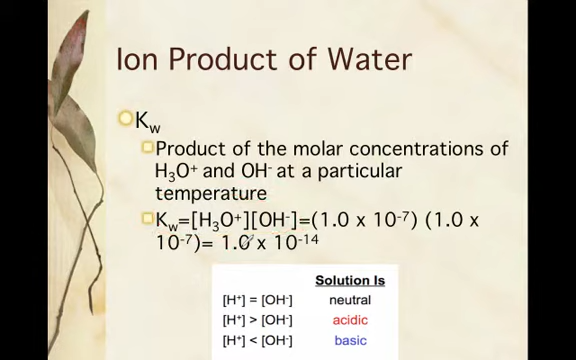 Ion Product of Water
Kw
Product of the molar concentrations of
H3O+ and OH- at a particular
temperature
Kw=[H3O+][OH-]=(1.0 x 10-7) (1.0 x
10-7)= 1.0 x 10-14
Solution Is
[H+] = [OH-] neutral
[H+] > [OH-] acidic
[H+] < [OH-] basic